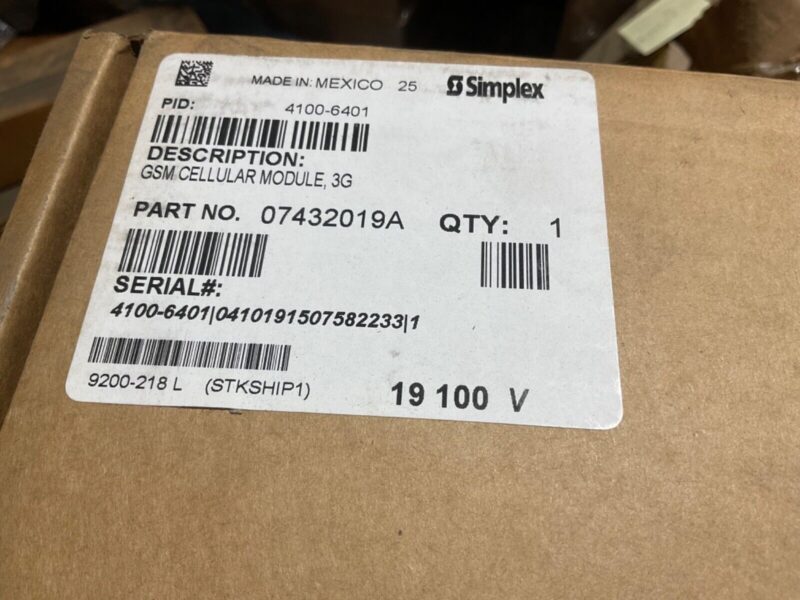 MADE IN: MEXICO 25 Simplex
PID: 4100-6401
DESCRIPTION:
GSM CELLULAR MODULE, 3G
PART NO. 07432019A QTY: 1
SERIAL#:
4100-6401|0410191507582233|1
9200-218 L (STKSHIP1) 19 100 V